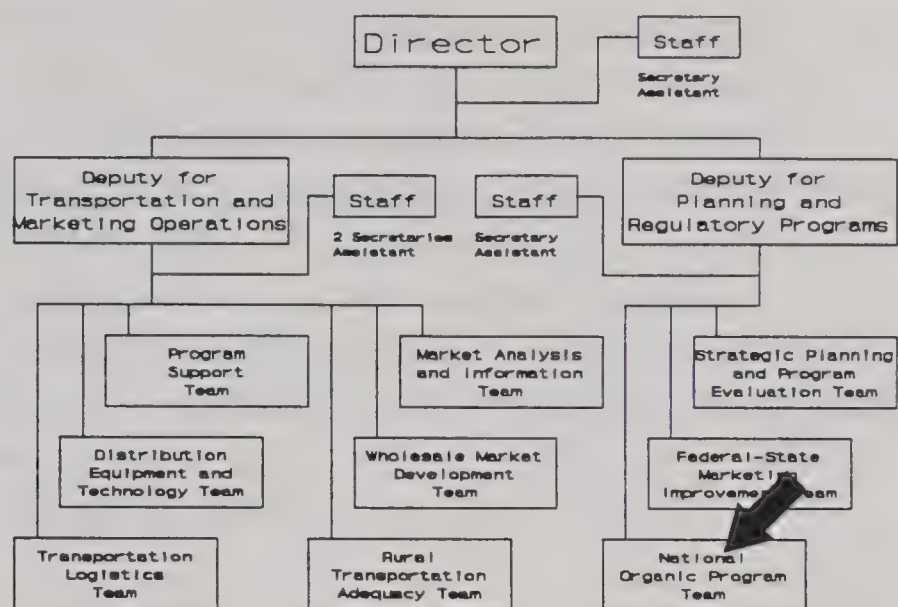 Director
Staff
Secretary
Assistant
Deputy for
Transportation and
Marketing Operations
Staff
2 Secretaries
Assistant
Staff
Secretary
Assistant
Deputy for
Planning and
Regulatory Programs
Program
Support
Team
Market Analysis
and Information
Team
Strategic Planning
and Program
Evaluation Team
Distribution
Equipment and
Technology Team
Wholesale Market
Development
Team
Federal-State
Marketing
Improvement Team
Transportation
Logistics
Team
Rural
Transportation
Adequacy Team
National
Organic Program
Team